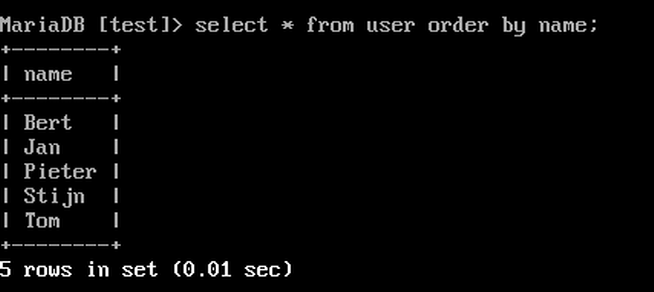 MariaDB [test]> select * from user order by name;
+--------+
| name   |
+--------+
| Bert   |
| Jan    |
| Pieter |
| Stijn  |
| Tom    |
+--------+
5 rows in set (0.01 sec)